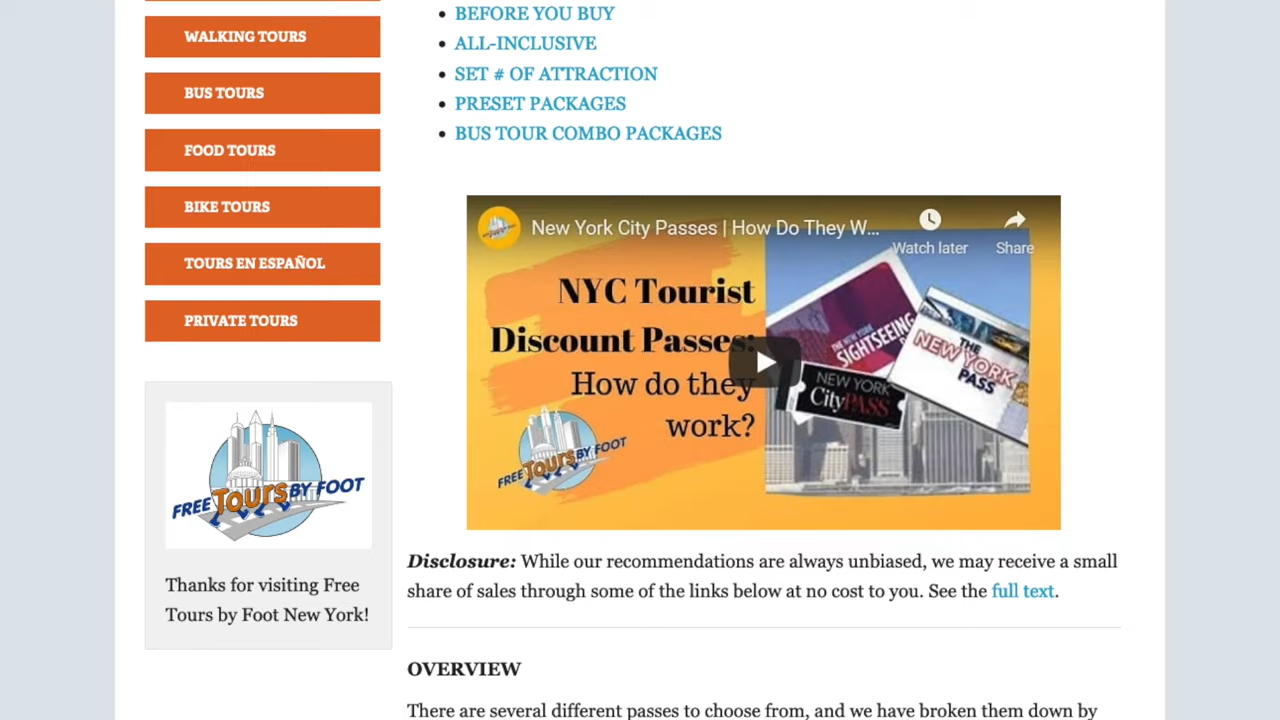 WALKING TOURS
BUS TOURS
FOOD TOURS
BIKE TOURS
TOURS EN ESPAÑOL
PRIVATE TOURS
FREE TOURS BY FOOT
Thanks for visiting Free
Tours by Foot New York!
• BEFORE YOU BUY
• ALL-INCLUSIVE
• SET # OF ATTRACTION
• PRESET PACKAGES
• BUS TOUR COMBO PACKAGES
New York City Passes | How Do They W...
Watch later
Share
NYC Tourist
Discount Passes:
How do they
work?
FREE TOURS BY FOOT
THE NEW YORK
SIGHTSEEING
NEW YORK
CityPASS
THE
NEW YORK
PASS
Disclosure: While our recommendations are always unbiased, we may receive a small
share of sales through some of the links below at no cost to you. See the full text.
OVERVIEW
There are several different passes to choose from, and we have broken them down by